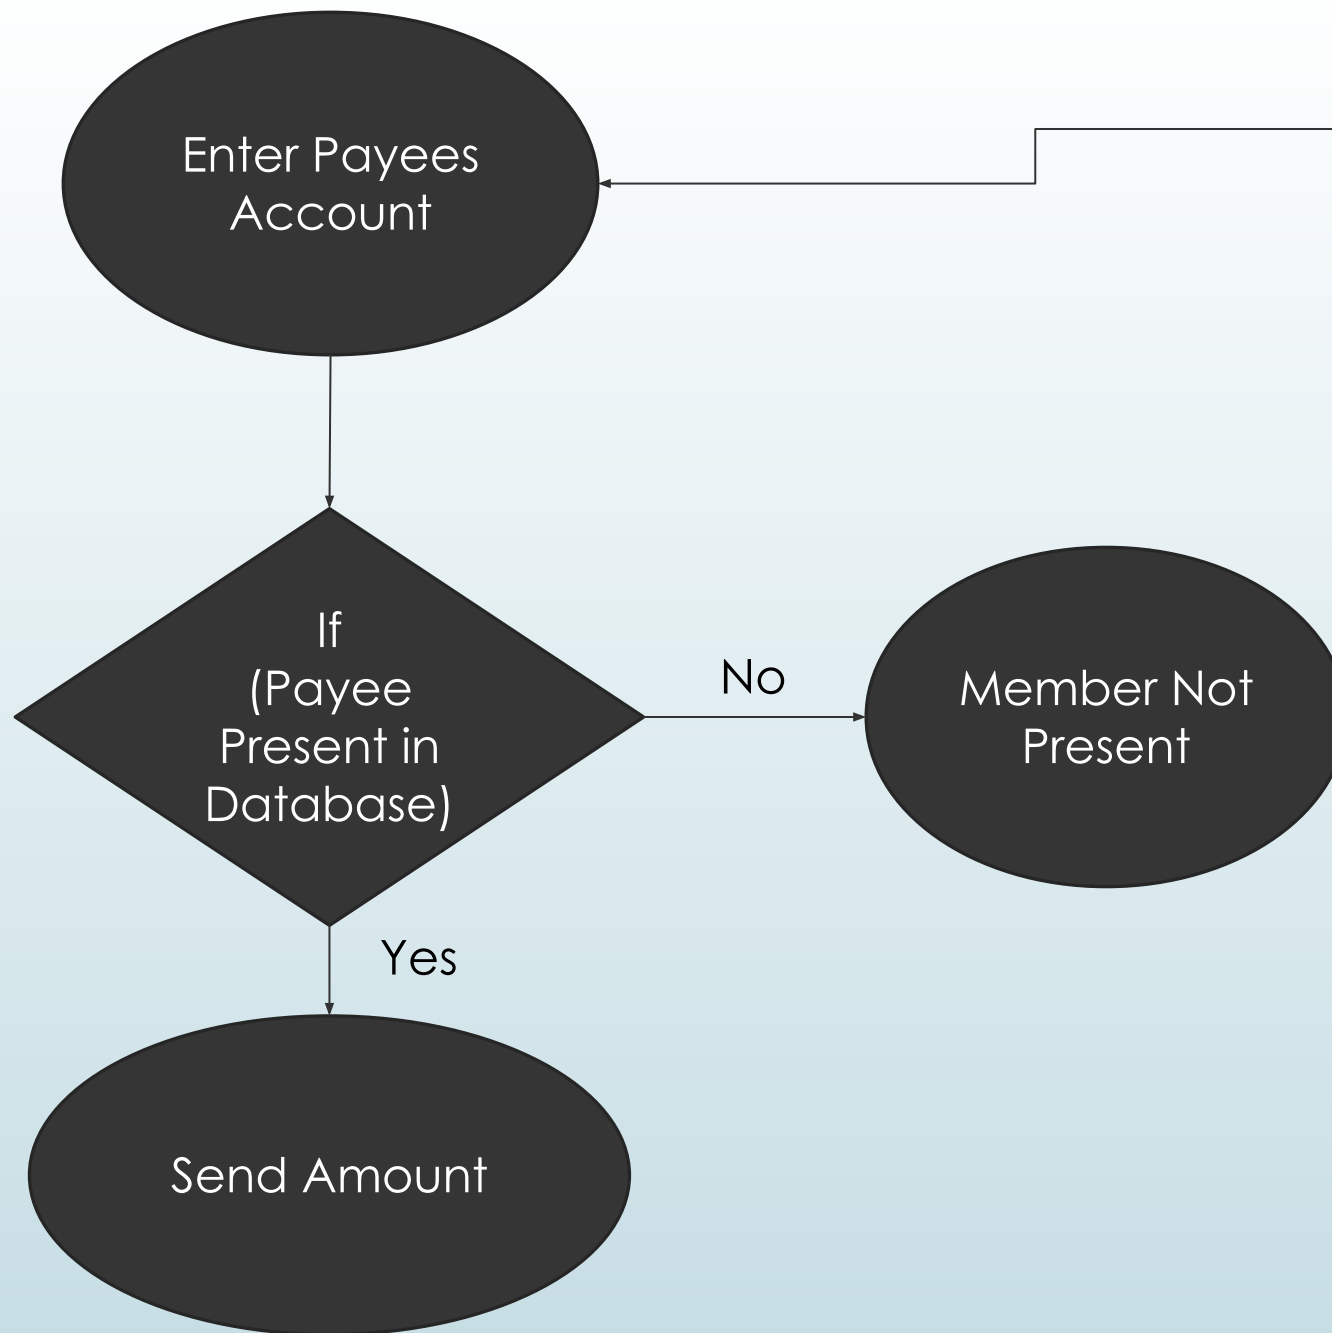 Enter Payees
Account
If
(Payee
Present in
Database)
No
Member Not
Present
Yes
Send Amount